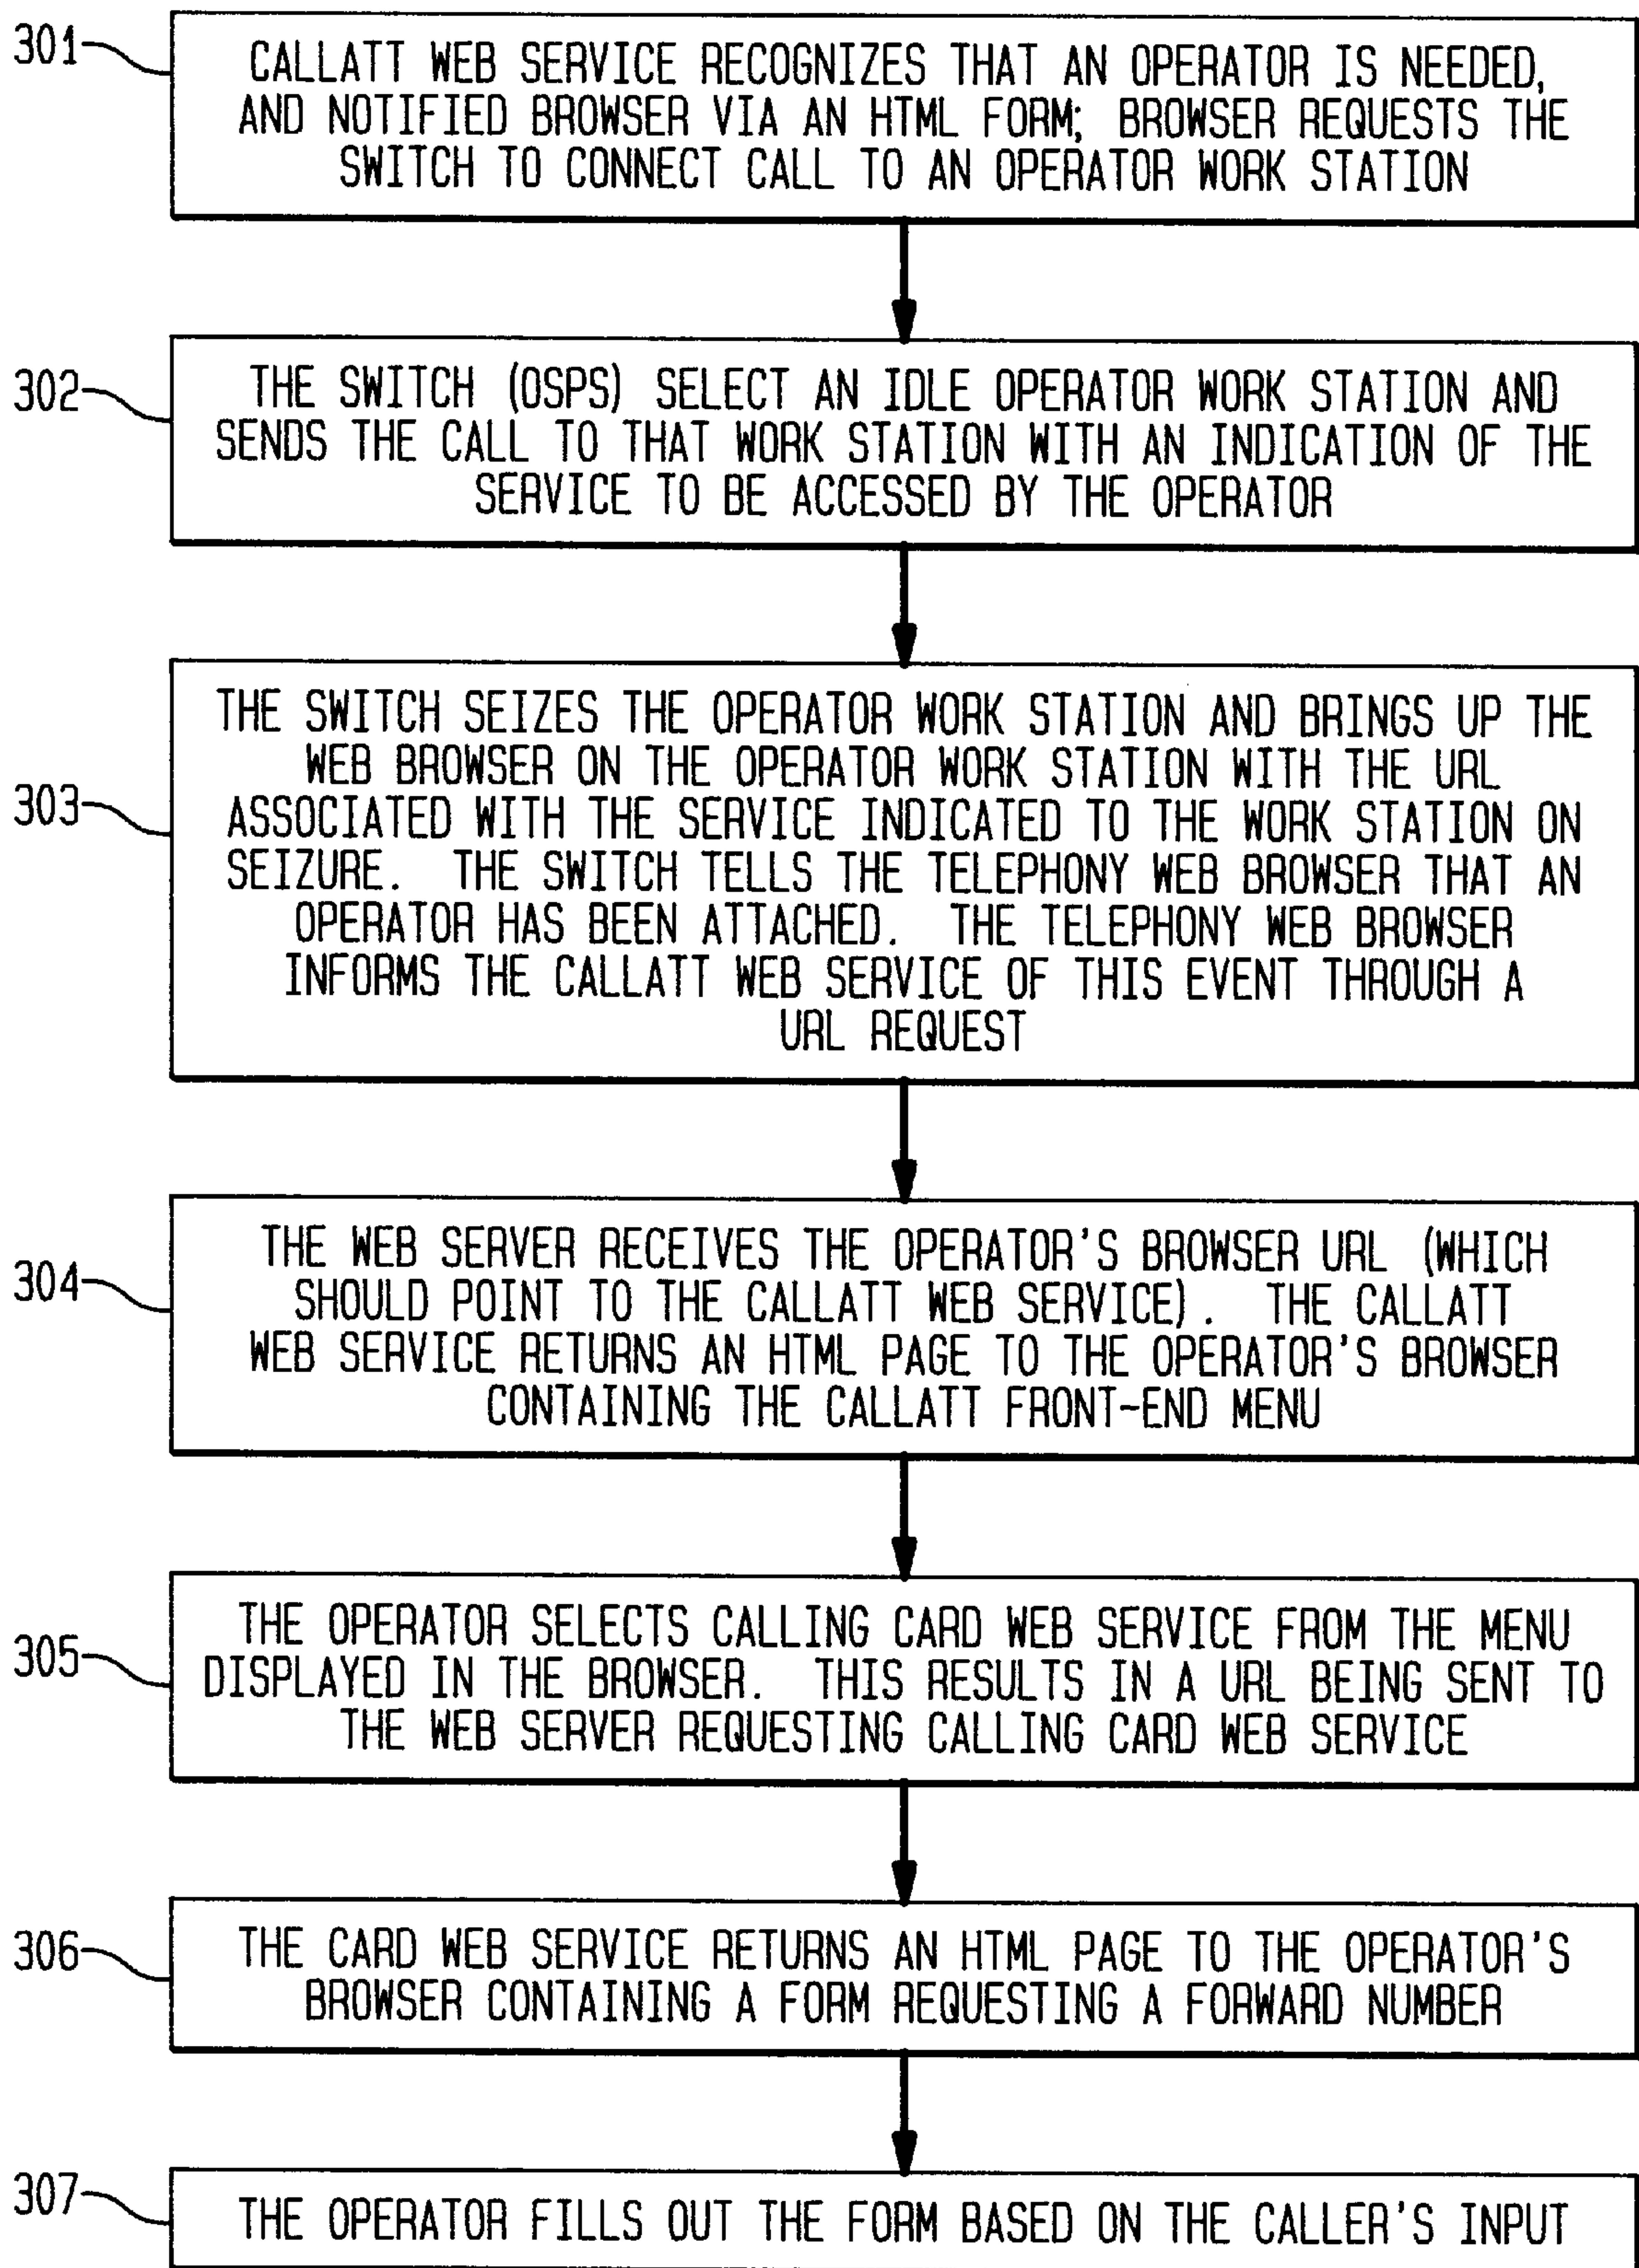 301
CALLATT WEB SERVICE RECOGNIZES THAT AN OPERATOR IS NEEDED,
AND NOTIFIED BROWSER VIA AN HTML FORM; BROWSER REQUESTS THE
SWITCH TO CONNECT CALL TO AN OPERATOR WORK STATION
302
THE SWITCH (OSPS) SELECT AN IDLE OPERATOR WORK STATION AND
SENDS THE CALL TO THAT WORK STATION WITH AN INDICATION OF THE
SERVICE TO BE ACCESSED BY THE OPERATOR
303
THE SWITCH SEIZES THE OPERATOR WORK STATION AND BRINGS UP THE
WEB BROWSER ON THE OPERATOR WORK STATION WITH THE URL
ASSOCIATED WITH THE SERVICE INDICATED TO THE WORK STATION ON
SEIZURE. THE SWITCH TELLS THE TELEPHONY WEB BROWSER THAT AN
OPERATOR HAS BEEN ATTACHED. THE TELEPHONY WEB BROWSER
INFORMS THE CALLATT WEB SERVICE OF THIS EVENT THROUGH A
URL REQUEST
304
THE WEB SERVER RECEIVES THE OPERATOR'S BROWSER URL (WHICH
SHOULD POINT TO THE CALLATT WEB SERVICE). THE CALLATT
WEB SERVICE RETURNS AN HTML PAGE TO THE OPERATOR'S BROWSER
CONTAINING THE CALLATT FRONT-END MENU
305
THE OPERATOR SELECTS CALLING CARD WEB SERVICE FROM THE MENU
DISPLAYED IN THE BROWSER. THIS RESULTS IN A URL BEING SENT TO
THE WEB SERVER REQUESTING CALLING CARD WEB SERVICE
306
THE CARD WEB SERVICE RETURNS AN HTML PAGE TO THE OPERATOR'S
BROWSER CONTAINING A FORM REQUESTING A FORWARD NUMBER
307
THE OPERATOR FILLS OUT THE FORM BASED ON THE CALLER'S INPUT